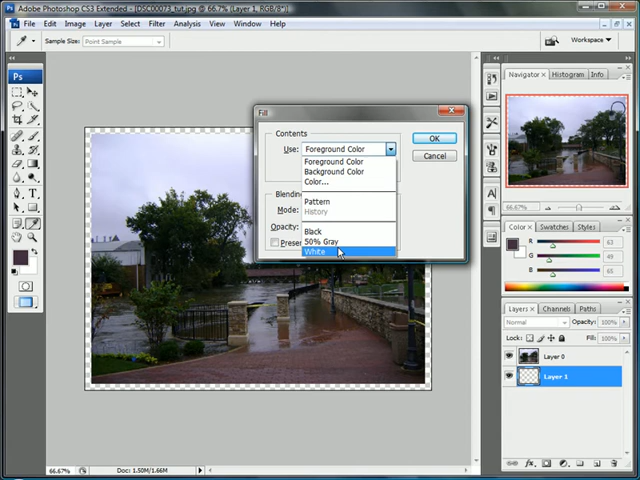 Adobe Photoshop CS3 Extended - [DSC00073_tut.jpg @ 66.7% (Layer 1, RGB/8*)]
File Edit Image Layer Select Filter Analysis View Window Help
Sample Size: Point Sample
Workspace
Ps
Fill
Contents
Use: Foreground Color
OK
Cancel
Foreground Color
Background Color
Color...
Pattern
History
Black
50% Gray
White
Blending
Mode:
Opacity:
Navigator Histogram Info
66.67%
Color Swatches Styles
R 63
G 49
B 65
Layers Channels Paths
Normal Opacity: 100%
Lock: Fill: 100%
Layer 0
Layer 1
66.67% Doc: 1.50M/1.66M